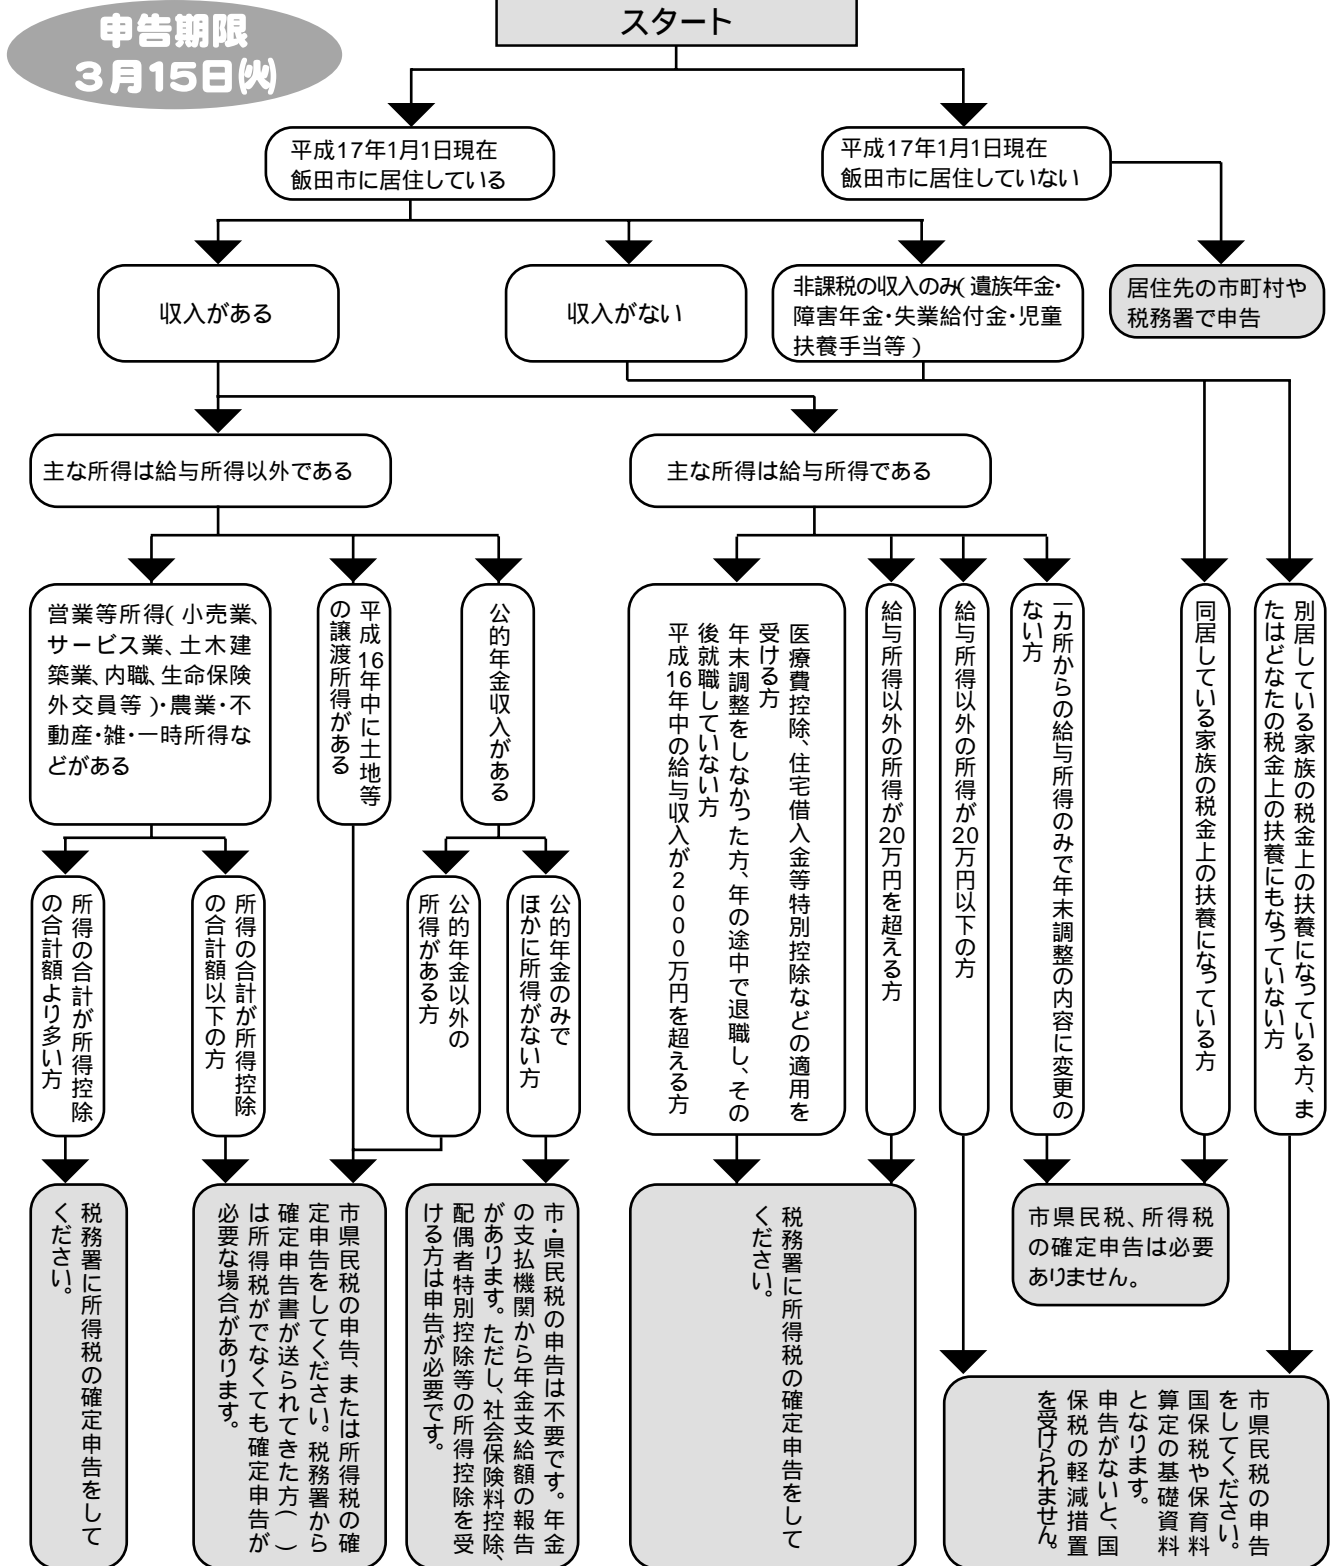 申告期限
3月15日㈫
スタート
平成17年1月1日現在
飯田市に居住している
平成17年1月1日現在
飯田市に居住していない
収入がある
収入がない
非課税の収入のみ(遺族年金・
障害年金・失業給付金・児童
扶養手当等)
居住先の市町村や
税務署で申告
主な所得は給与所得以外である
主な所得は給与所得である
営業等所得(小売業、
サービス業、土木建
築業、内職、生命保険
外交員等)・農業・不
動産・雑・一時所得な
どがある
平成16年中に土地等
の譲渡所得がある
公的年金収入がある
医療費控除、住宅借入金等特別控除などの適用を
受ける方
年末調整をしなかった方、年の途中で退職し、その
後就職していない方
平成16年中の給与収入が2000万円を超える方
給与所得以外の所得が20万円を超える方
給与所得以外の所得が20万円以下の方
一カ所からの給与所得のみで年末調整の内容に変更の
ない方
同居している家族の税金上の扶養になっている方
別居している家族の税金上の扶養になっている方、ま
たはどなたの税金上の扶養にもなっていない方
所得の合計が所得控除
の合計額より多い方
所得の合計が所得控除
の合計額以下の方
公的年金以外の
所得がある方
公的年金のみで
ほかに所得がない方
税務署に所得税の確定申告をして
ください。
市県民税の申告、または所得税の確
定申告をしてください。税務署から
確定申告書が送られてきた方( )
は所得税がでなくても確定申告が
必要な場合があります。
市・県民税の申告は不要です。年金
の支払機関から年金支給額の報告
があります。ただし、社会保険料控除、
配偶者特別控除等の所得控除を受
ける方は申告が必要です。
税務署に所得税の確定申告をして
ください。
市県民税、所得税
の確定申告は必要
ありません。
市県民税の申告
をしてください。
国保税や保育料
算定の基礎資料
となります。
申告がないと、国
保税の軽減措置
を受けられません。